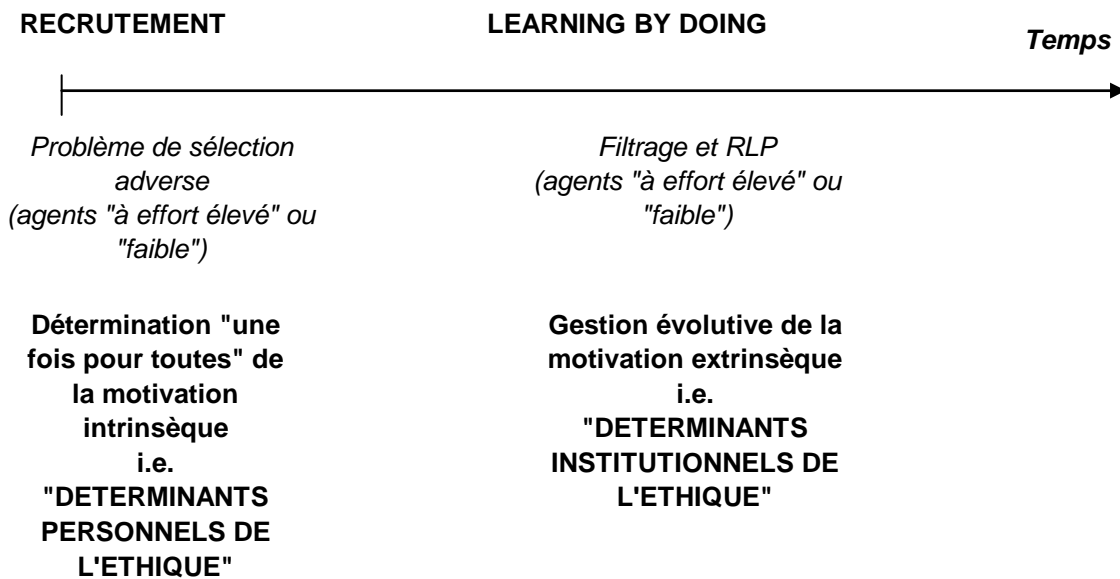 RECRUTEMENT
LEARNING BY DOING
Temps
Problème de sélection
adverse
(agents "à effort élevé" ou
"faible")
Filtrage et RLP
(agents "à effort élevé" ou
"faible")
Détermination "une
fois pour toutes" de
la motivation
intrinsèque
i.e.
"DETERMINANTS
PERSONNELS DE
L'ETHIQUE"
Gestion évolutive de la
motivation extrinsèque
i.e.
"DETERMINANTS
INSTITUTIONNELS DE
L'ETHIQUE"